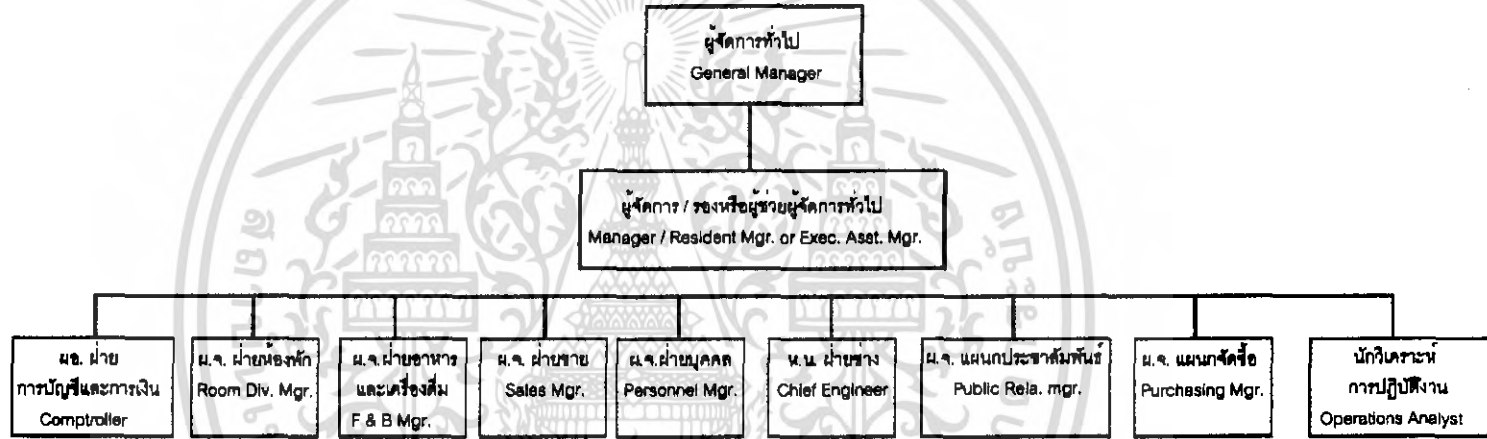 ผู้จัดการทั่วไป
General Manager
ผู้จัดการ / รองหรือผู้ช่วยผู้จัดการทั่วไป
Manager / Resident Mgr. or Exec. Asst. Mgr.
ผอ. ฝ่าย
การบัญชีและการเงิน
Comptroller
ผ.จ. ฝ่ายห้องพัก
Room Div. Mgr.
ผ.จ.ฝ่ายอาหาร
และเครื่องดื่ม
F & B Mgr.
ผ.จ. ฝ่ายขาย
Sales Mgr.
ผ.จ.ฝ่ายบุคคล
Personnel Mgr.
ห.น. ฝ่ายช่าง
Chief Engineer
ผ.จ. แผนกประชาสัมพันธ์
Public Rela. mgr.
ผ.จ. แผนกจัดซื้อ
Purchasing Mgr.
นักวิเคราะห์
การปฏิบัติงาน
Operations Analyst